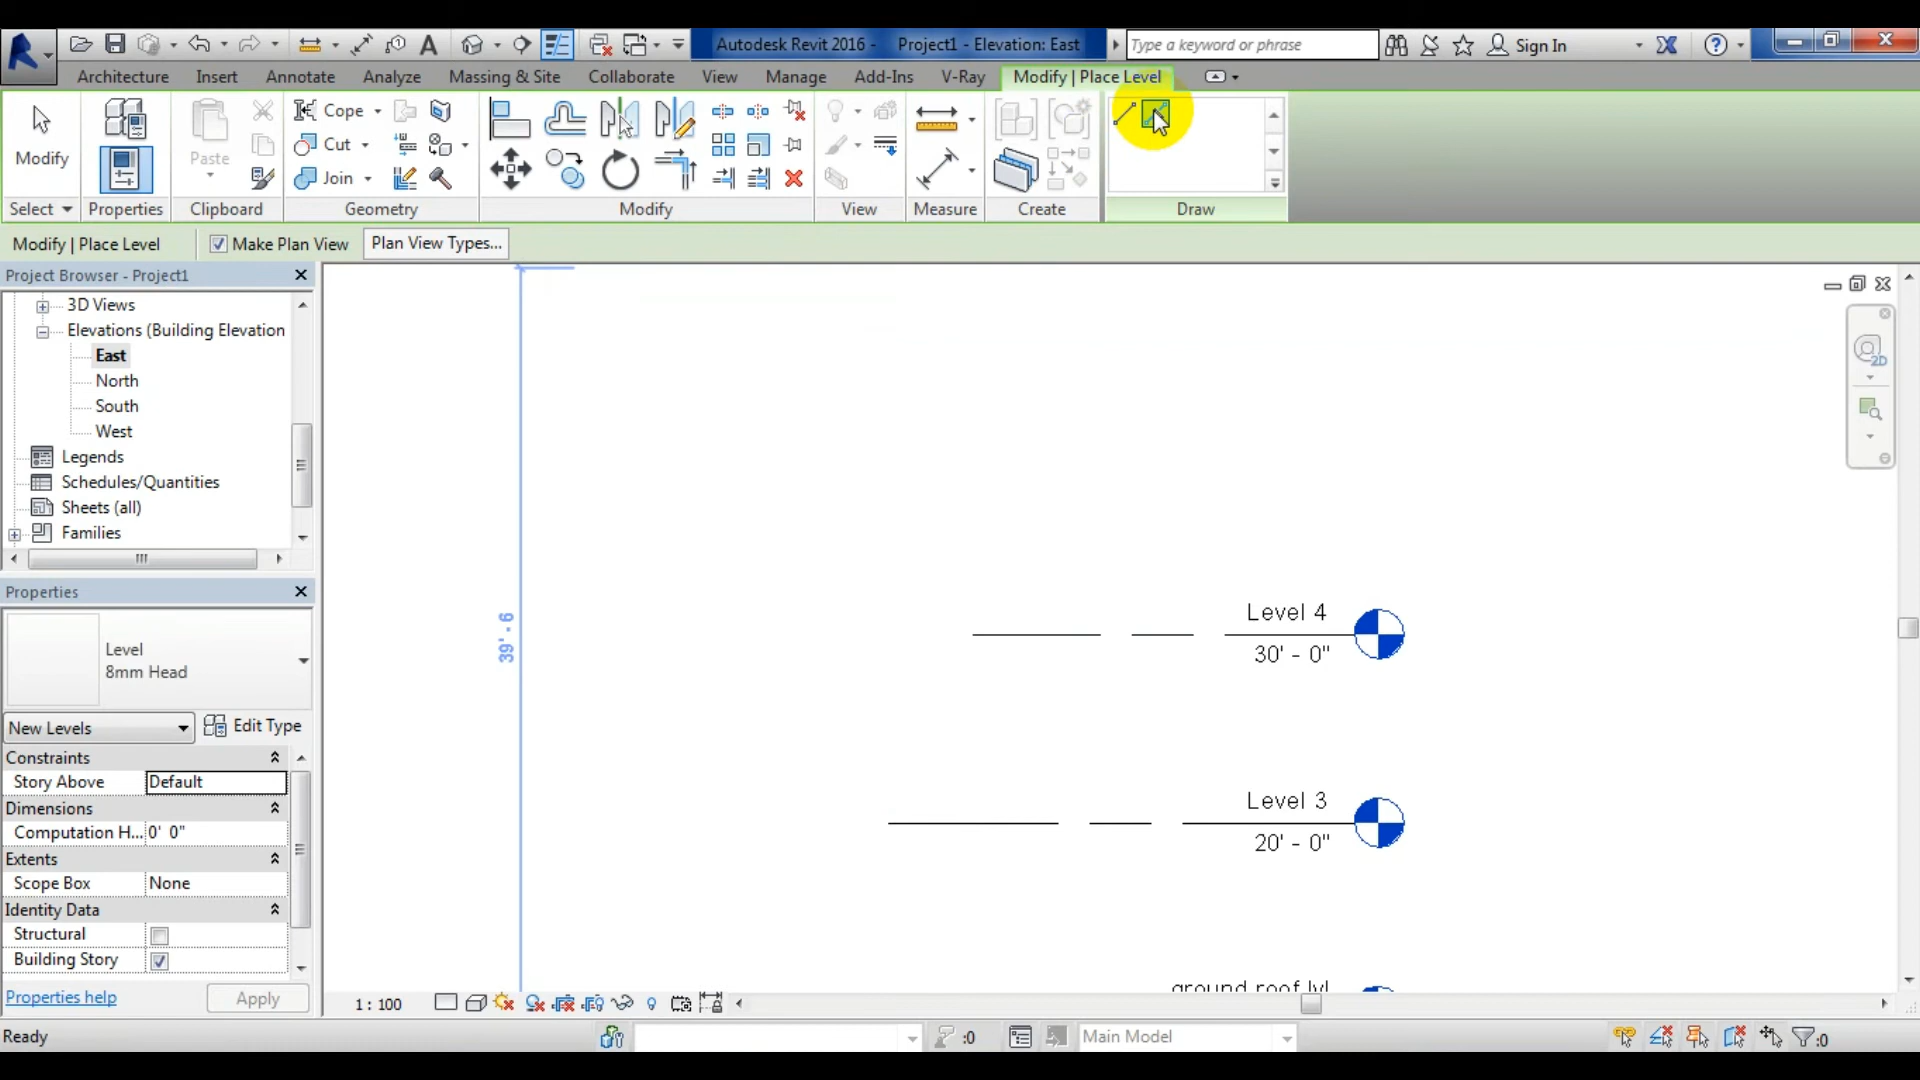 Autodesk Revit 2016 - Project1 - Elevation: East
Type a keyword or phrase
Sign In
Architecture Insert Annotate Analyze Massing & Site Collaborate View Manage Add-Ins V-Ray Modify | Place Level
Modify
Paste
Cope
Cut
Join
Select Properties Clipboard Geometry Modify View Measure Create Draw
Modify | Place Level Make Plan View Plan View Types...
Project Browser - Project1
3D Views
Elevations (Building Elevation
East
North
South
West
Legends
Schedules/Quantities
Sheets (all)
Families
Properties
Level
8mm Head
New Levels Edit Type
Constraints
Story Above Default
Dimensions
Computation H... 0' 0"
Extents
Scope Box None
Identity Data
Structural
Building Story
Properties help Apply
39' - 6
Level 4
30' - 0"
Level 3
20' - 0"
ground roof lvl
2D
1 : 100
Ready
:0
Main Model
:0